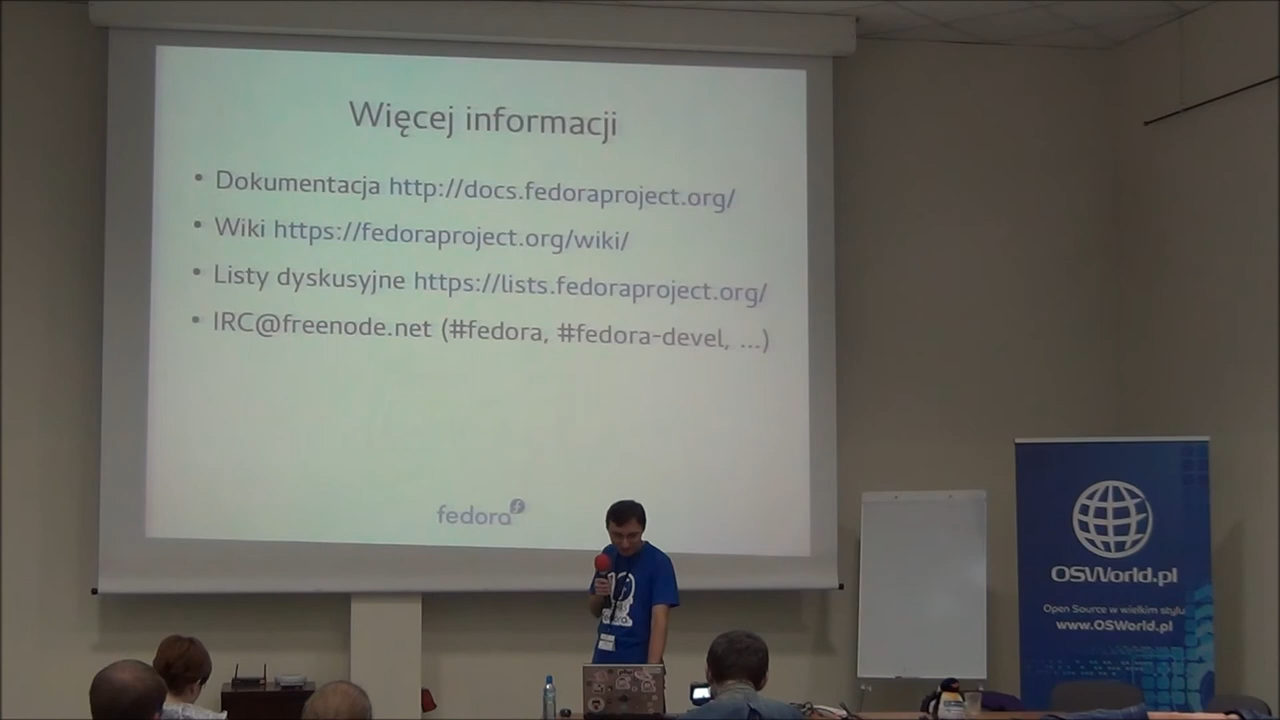 Więcej informacji
• Dokumentacja http://docs.fedoraproject.org/
• Wiki https://fedoraproject.org/wiki/
• Listy dyskusyjne https://lists.fedoraproject.org/
• IRC@freenode.net (#fedora, #fedora-devel, ...)
fedora
OSWorld.pl
Open Source w wielkim stylu
www.OSWorld.pl